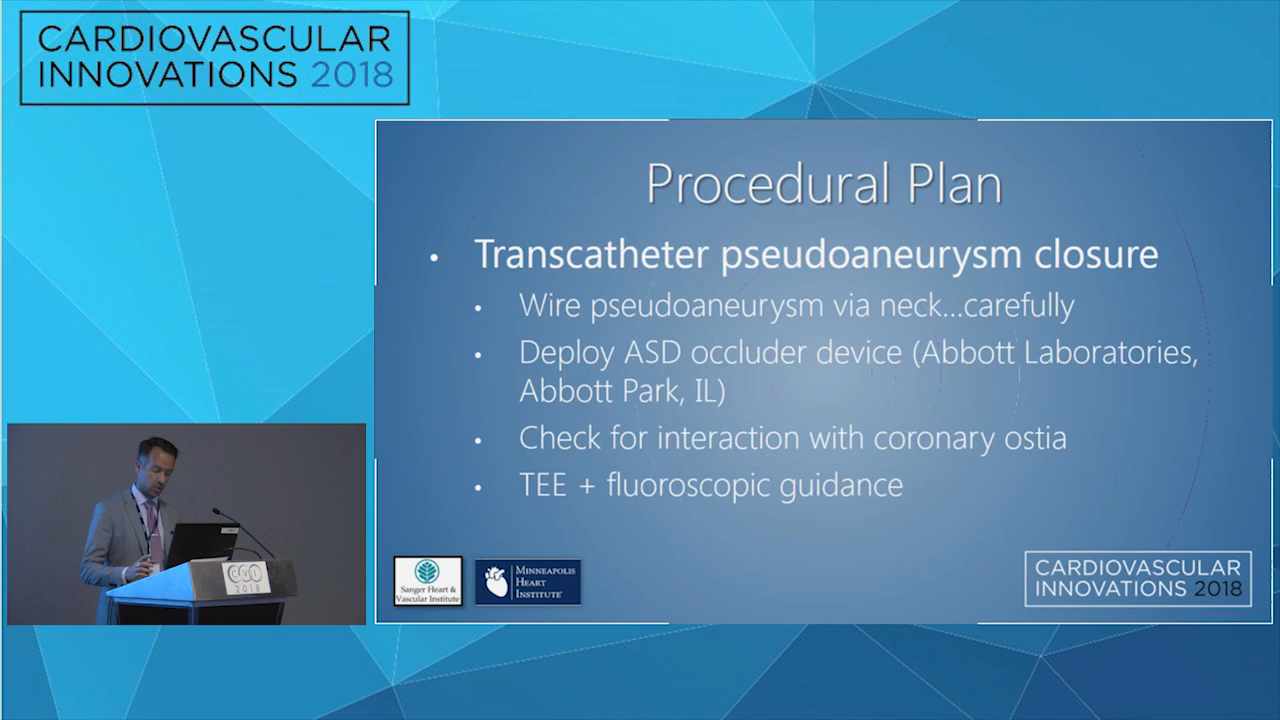 CARDIOVASCULAR
INNOVATIONS 2018
Procedural Plan
• Transcatheter pseudoaneurysm closure
• Wire pseudoaneurysm via neck...carefully
• Deploy ASD occluder device (Abbott Laboratories,
Abbott Park, IL)
• Check for interaction with coronary ostia
• TEE + fluoroscopic guidance
Sanger Heart &
Vascular Institute
MINNEAPOLIS
HEART
INSTITUTE
CARDIOVASCULAR
INNOVATIONS 2018
CVI
2018